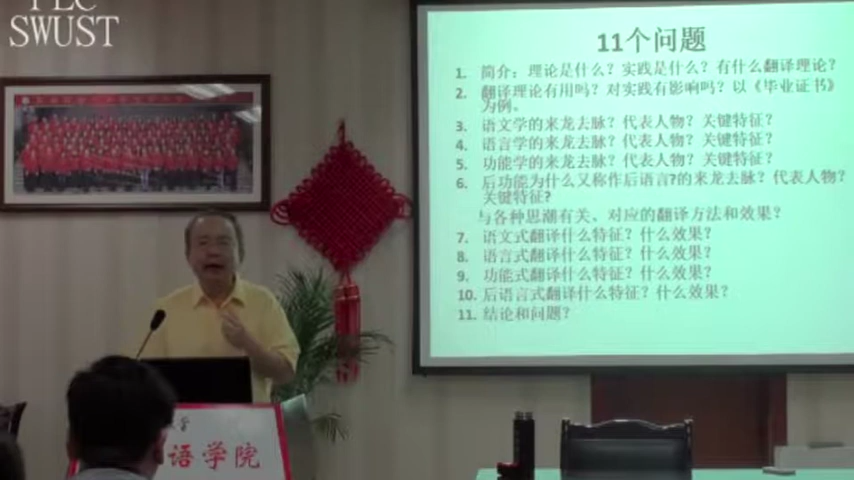 SWUST
11个问题
1. 简介：理论是什么？实践是什么？有什么翻译理论？
2. 翻译理论有用吗？对实践有影响吗？以《毕业证书》
为例。
3. 语文学的来龙去脉？代表人物？关键特征？
4. 语言学的来龙去脉？代表人物？关键特征？
5. 功能学的来龙去脉？代表人物？关键特征？
6. 后功能为什么又称作后语言?的来龙去脉？代表人物？
关键特征?
与各种思潮有关、对应的翻译方法和效果？
7. 语文式翻译什么特征？什么效果？
8. 语言式翻译什么特征？什么效果？
9. 功能式翻译什么特征？什么效果？
10. 后语言式翻译什么特征？什么效果？
11. 结论和问题？
语学院